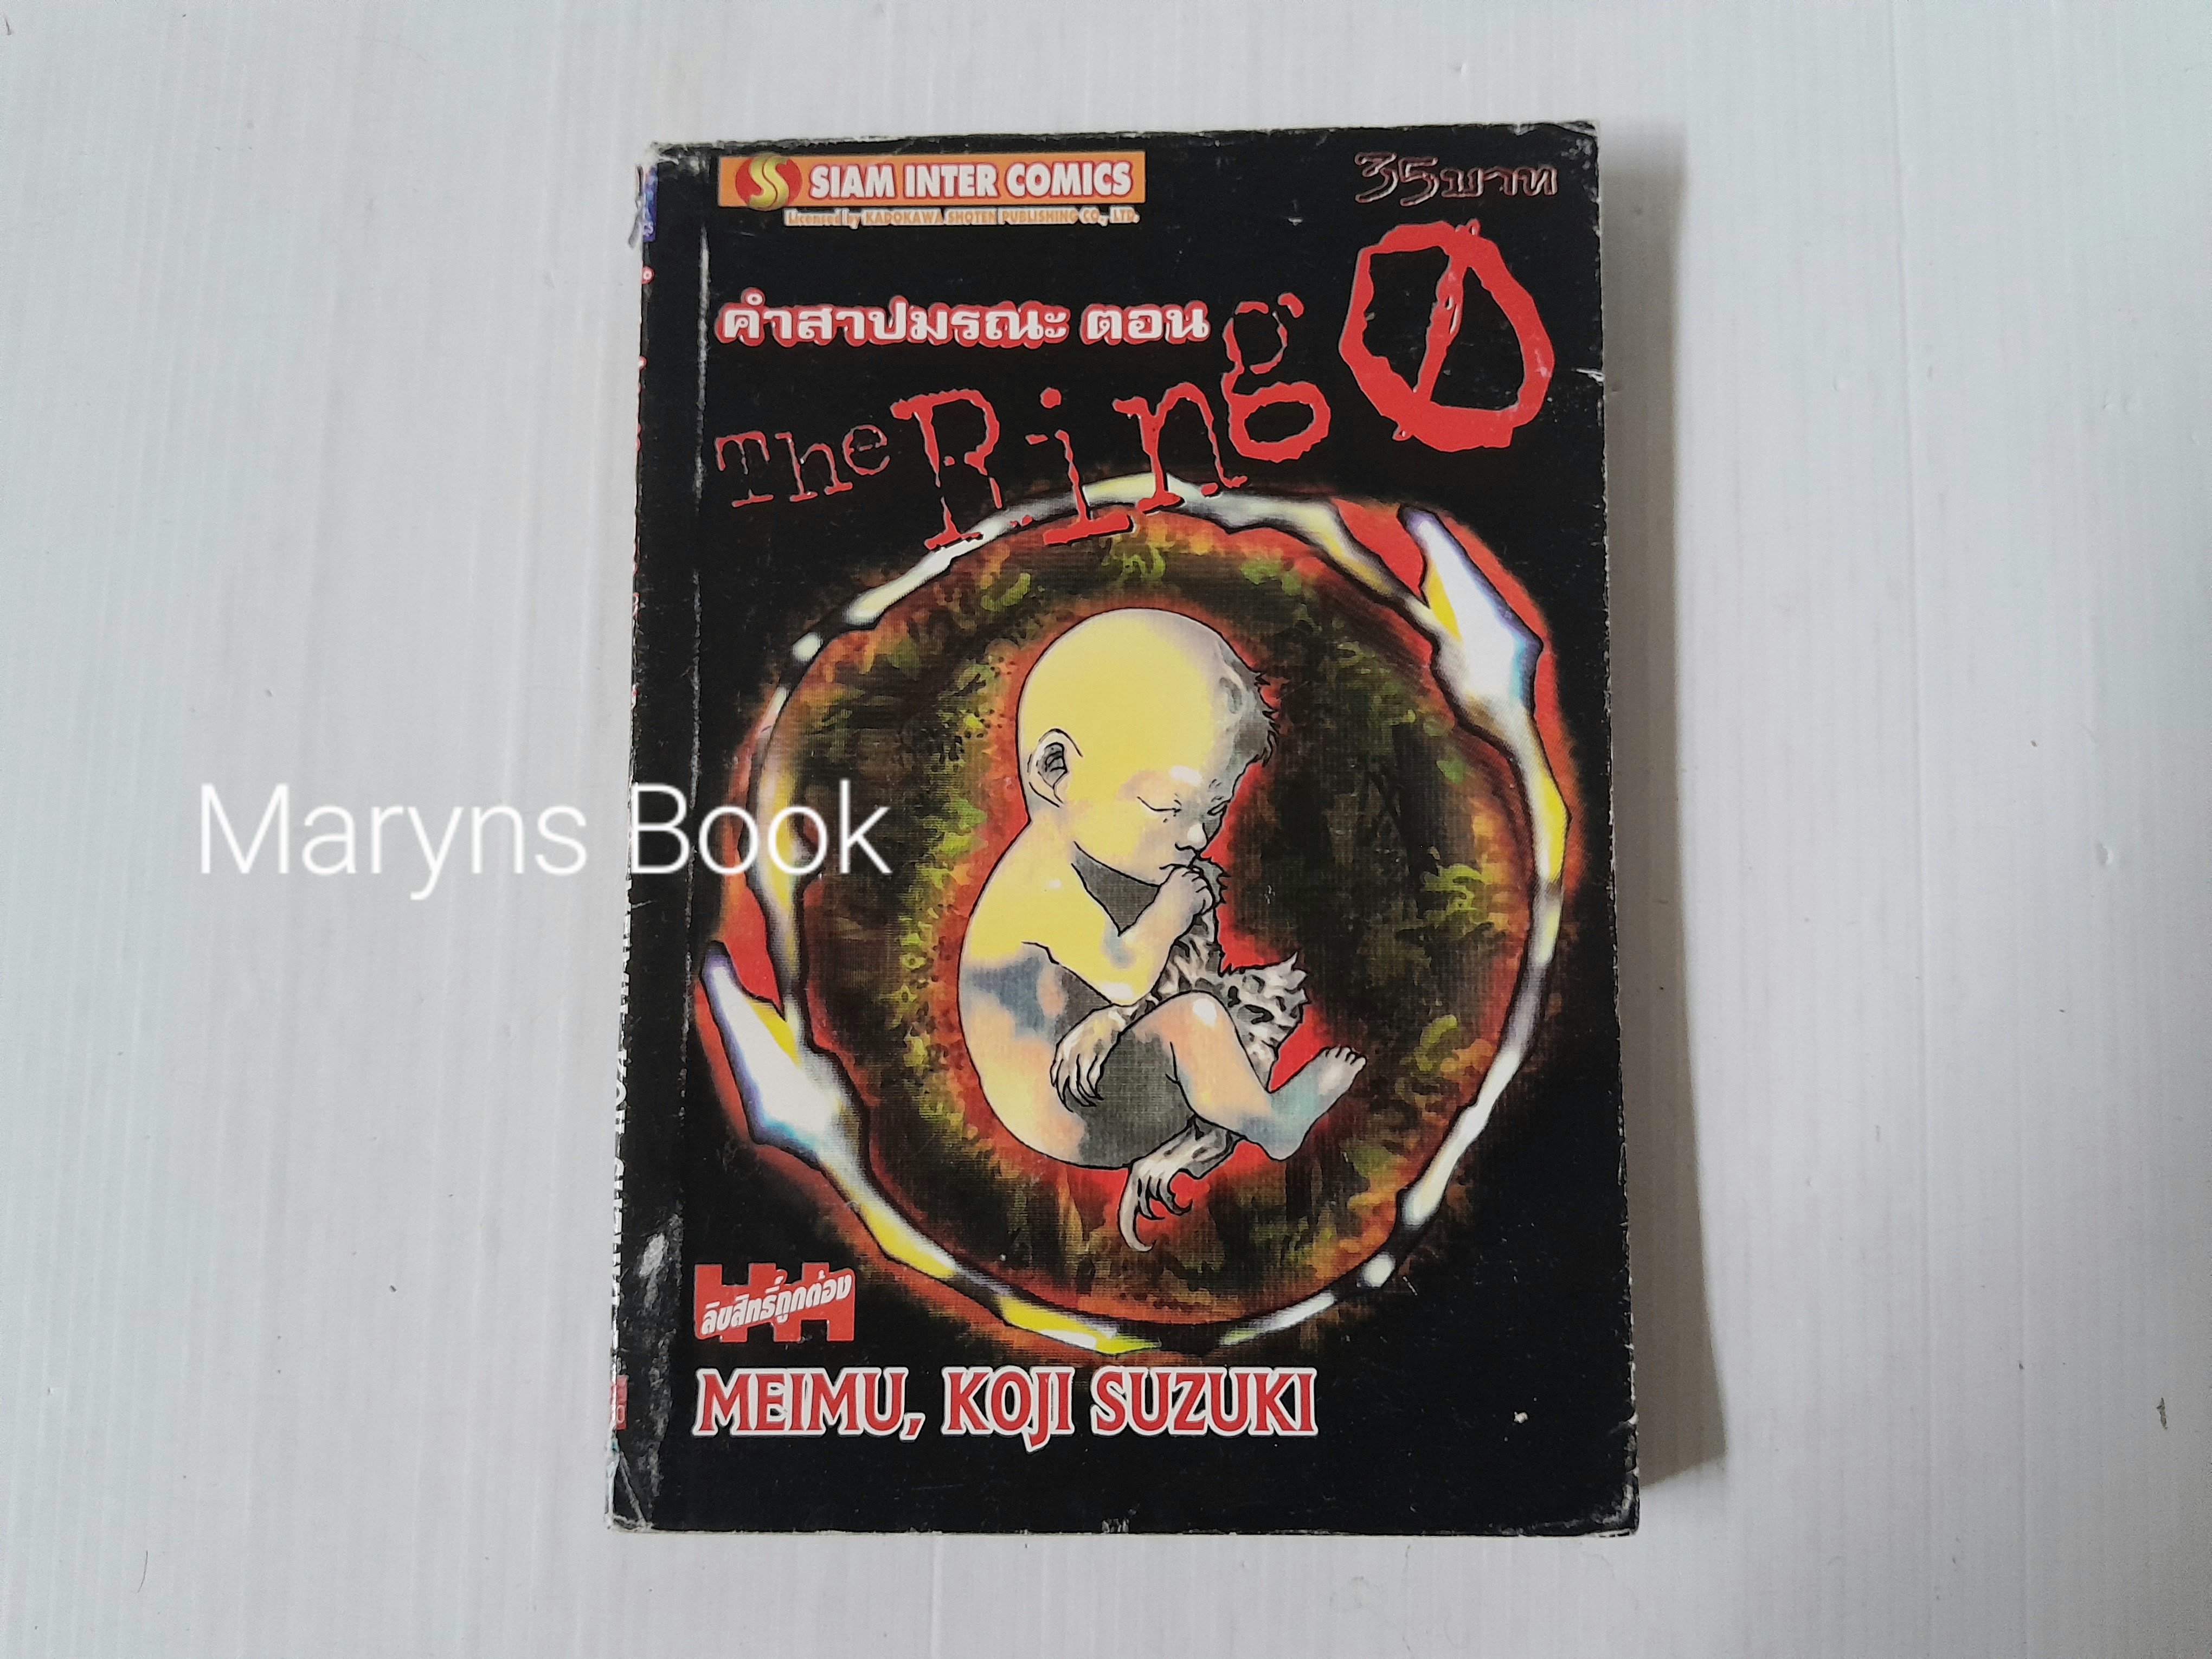 SIAM INTER COMICS
Licensed by KADOKAWA SHOTEN PUBLISHING CO., LTD.
35บาท
คำสาปมรณะ ตอน
The Ring 0
Maryns Book
ลิขสิทธิ์ถูกต้อง
MEIMU, KOJI SUZUKI